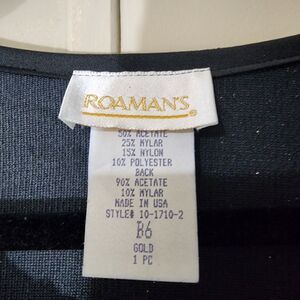 ROAMAN'S®
50% ACETATE
25% MYLAR
15% NYLON
10% POLYESTER
BACK
90% ACETATE
10% MYLAR
MADE IN USA
STYLE# 10-1710-2
B6
GOLD
1 PC